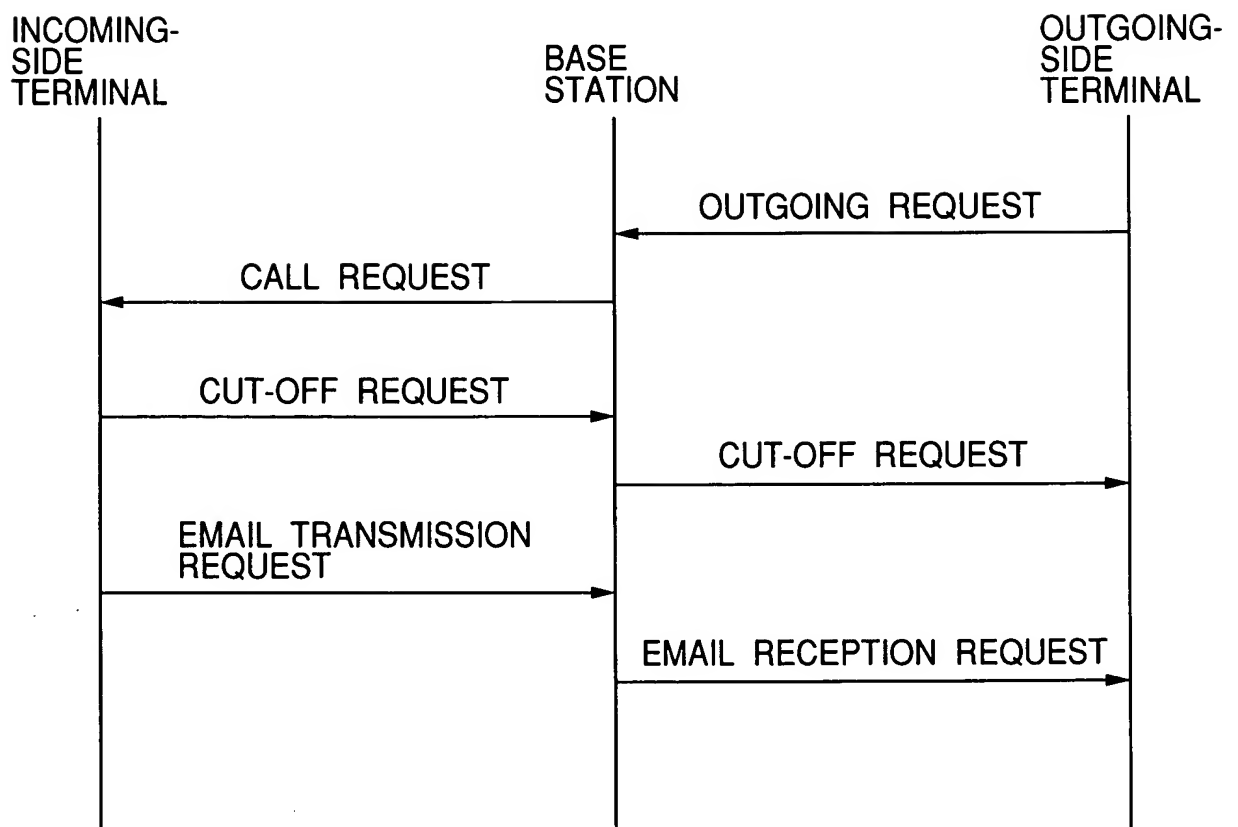 INCOMING-
SIDE
TERMINAL
BASE
STATION
OUTGOING-
SIDE
TERMINAL
OUTGOING REQUEST
CALL REQUEST
CUT-OFF REQUEST
CUT-OFF REQUEST
EMAIL TRANSMISSION
REQUEST
EMAIL RECEPTION REQUEST